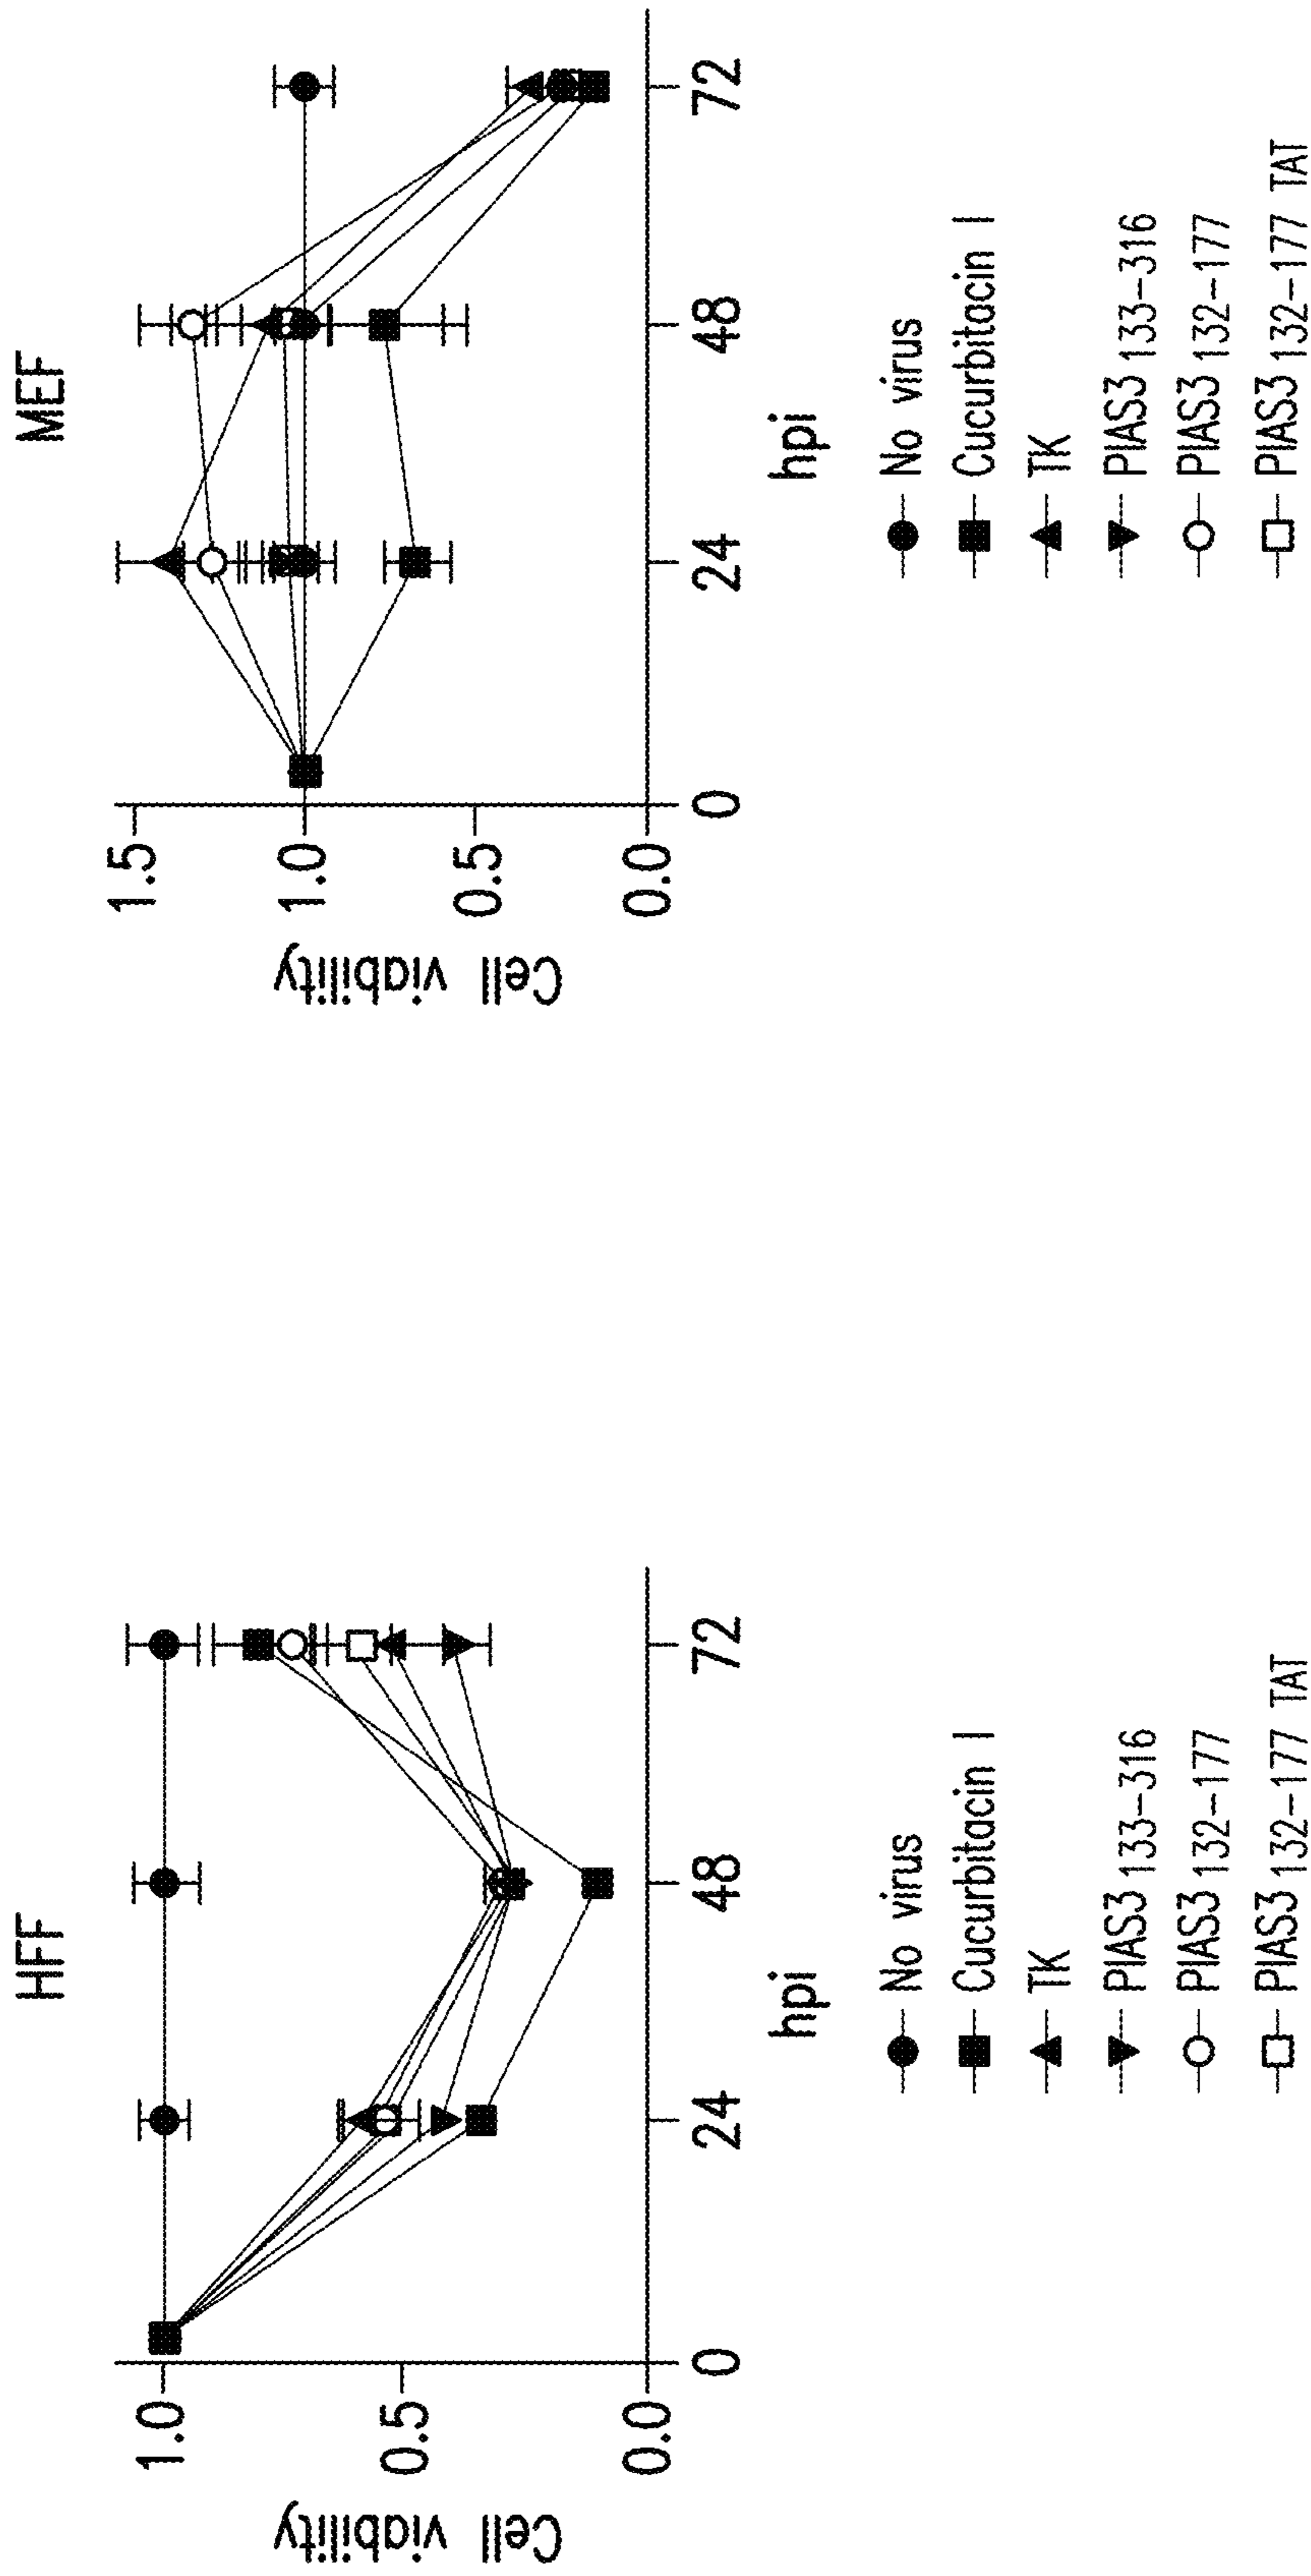 HFF
Cell viability
1.0
0.5
0.0
0
24
48
72
hpi
No virus
Cucurbitacin I
TK
PIAS3 133-316
PIAS3 132-177
PIAS3 132-177 TAT
MEF
Cell viability
1.5
1.0
0.5
0.0
0
24
48
72
hpi
No virus
Cucurbitacin I
TK
PIAS3 133-316
PIAS3 132-177
PIAS3 132-177 TAT